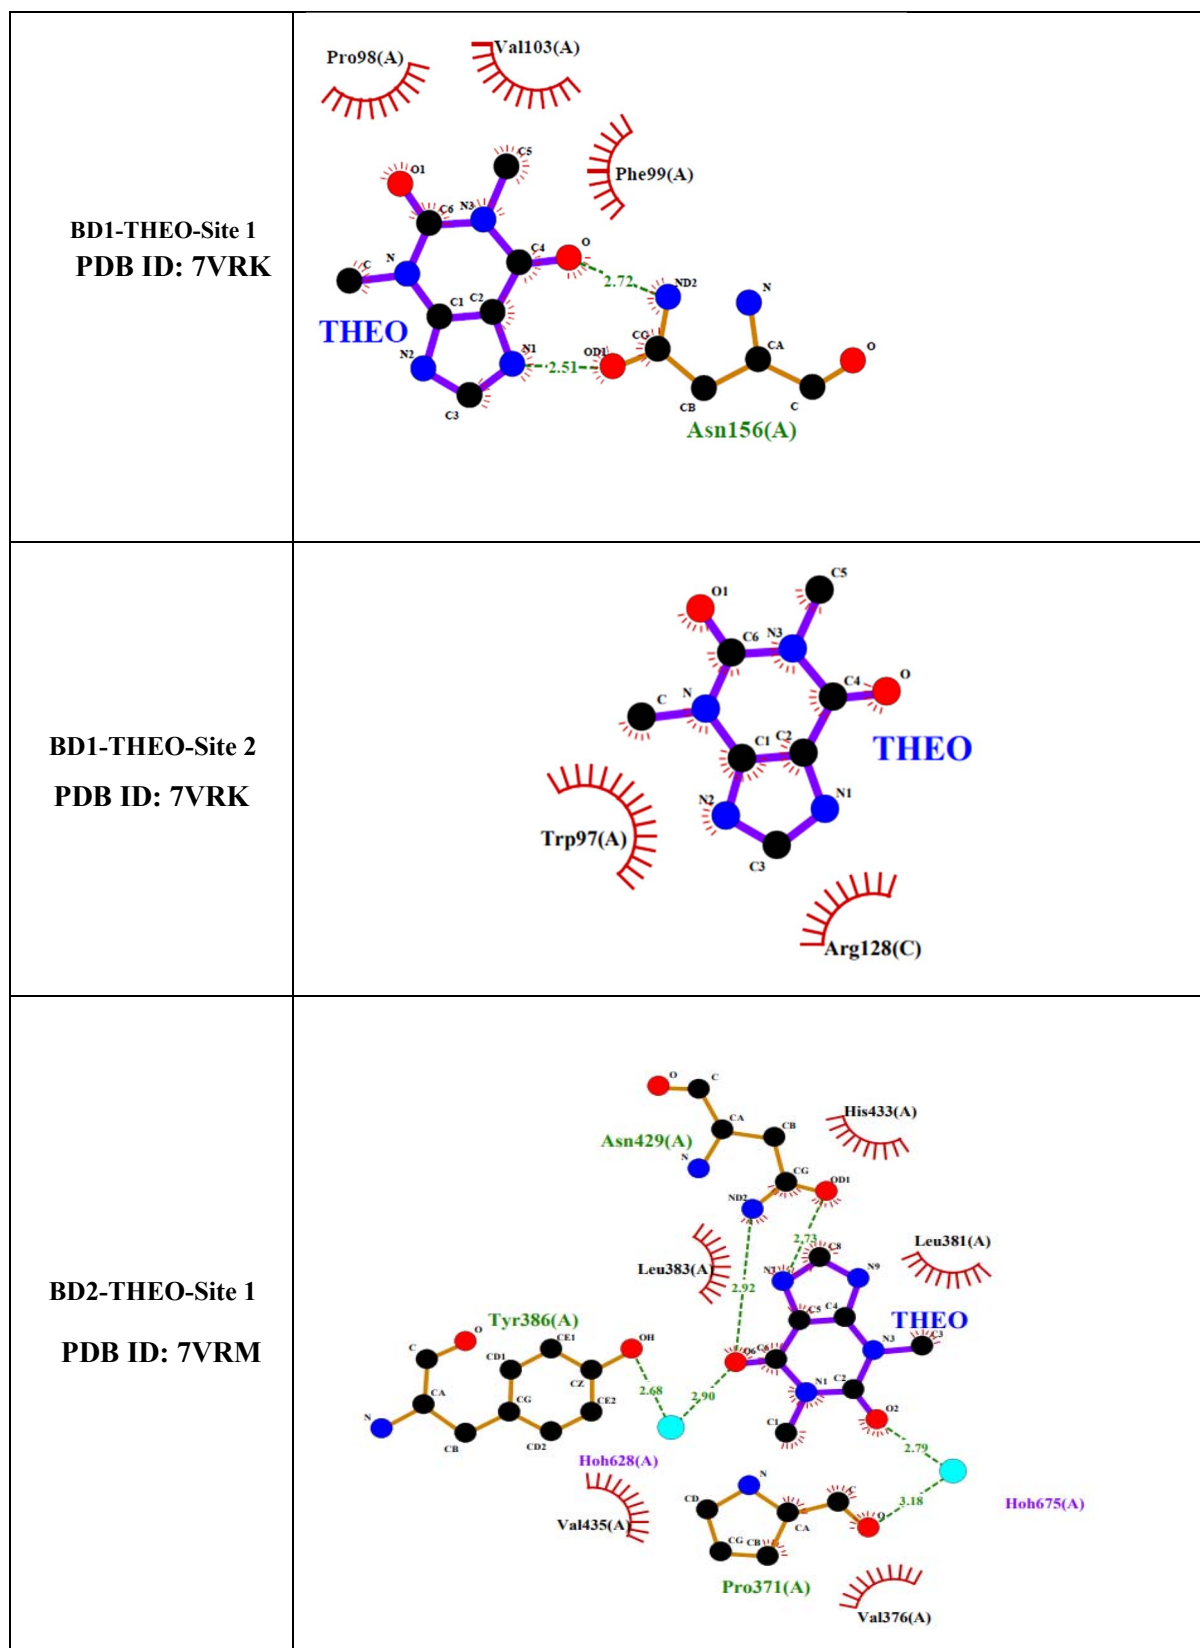 BD1-THEO-Site 1
PDB ID: 7VRK
Pro98(A)
Val103(A)
Phe99(A)
O1
C5
C6
N3
C
N
C4
O
C1
C2
THEO
N2
N1
C3
2.72
2.51
ND2
N
CG
OD1
CA
O
CB
C
Asn156(A)
BD1-THEO-Site 2
PDB ID: 7VRK
O1
C5
C6
N3
C
N
C4
O
C1
C2
THEO
N2
N1
C3
Trp97(A)
Arg128(C)
BD2-THEO-Site 1
PDB ID: 7VRM
O
C
CA
CB
His433(A)
Asn429(A)
N
CG
OD1
ND2
2.73
C8
Leu381(A)
Leu383(A)
N7
N9
2.92
C5
C4
THEO
Tyr386(A)
O
CE1
OH
C
CD1
CZ
O6
C6
N3
C3
2.68
2.90
CA
CG
CE2
N1
C2
O2
N
CB
CD2
C1
2.79
Hoh628(A)
N
C
3.18
Hoh675(A)
Val435(A)
CD
CA
O
CG
CB
Pro371(A)
Val376(A)